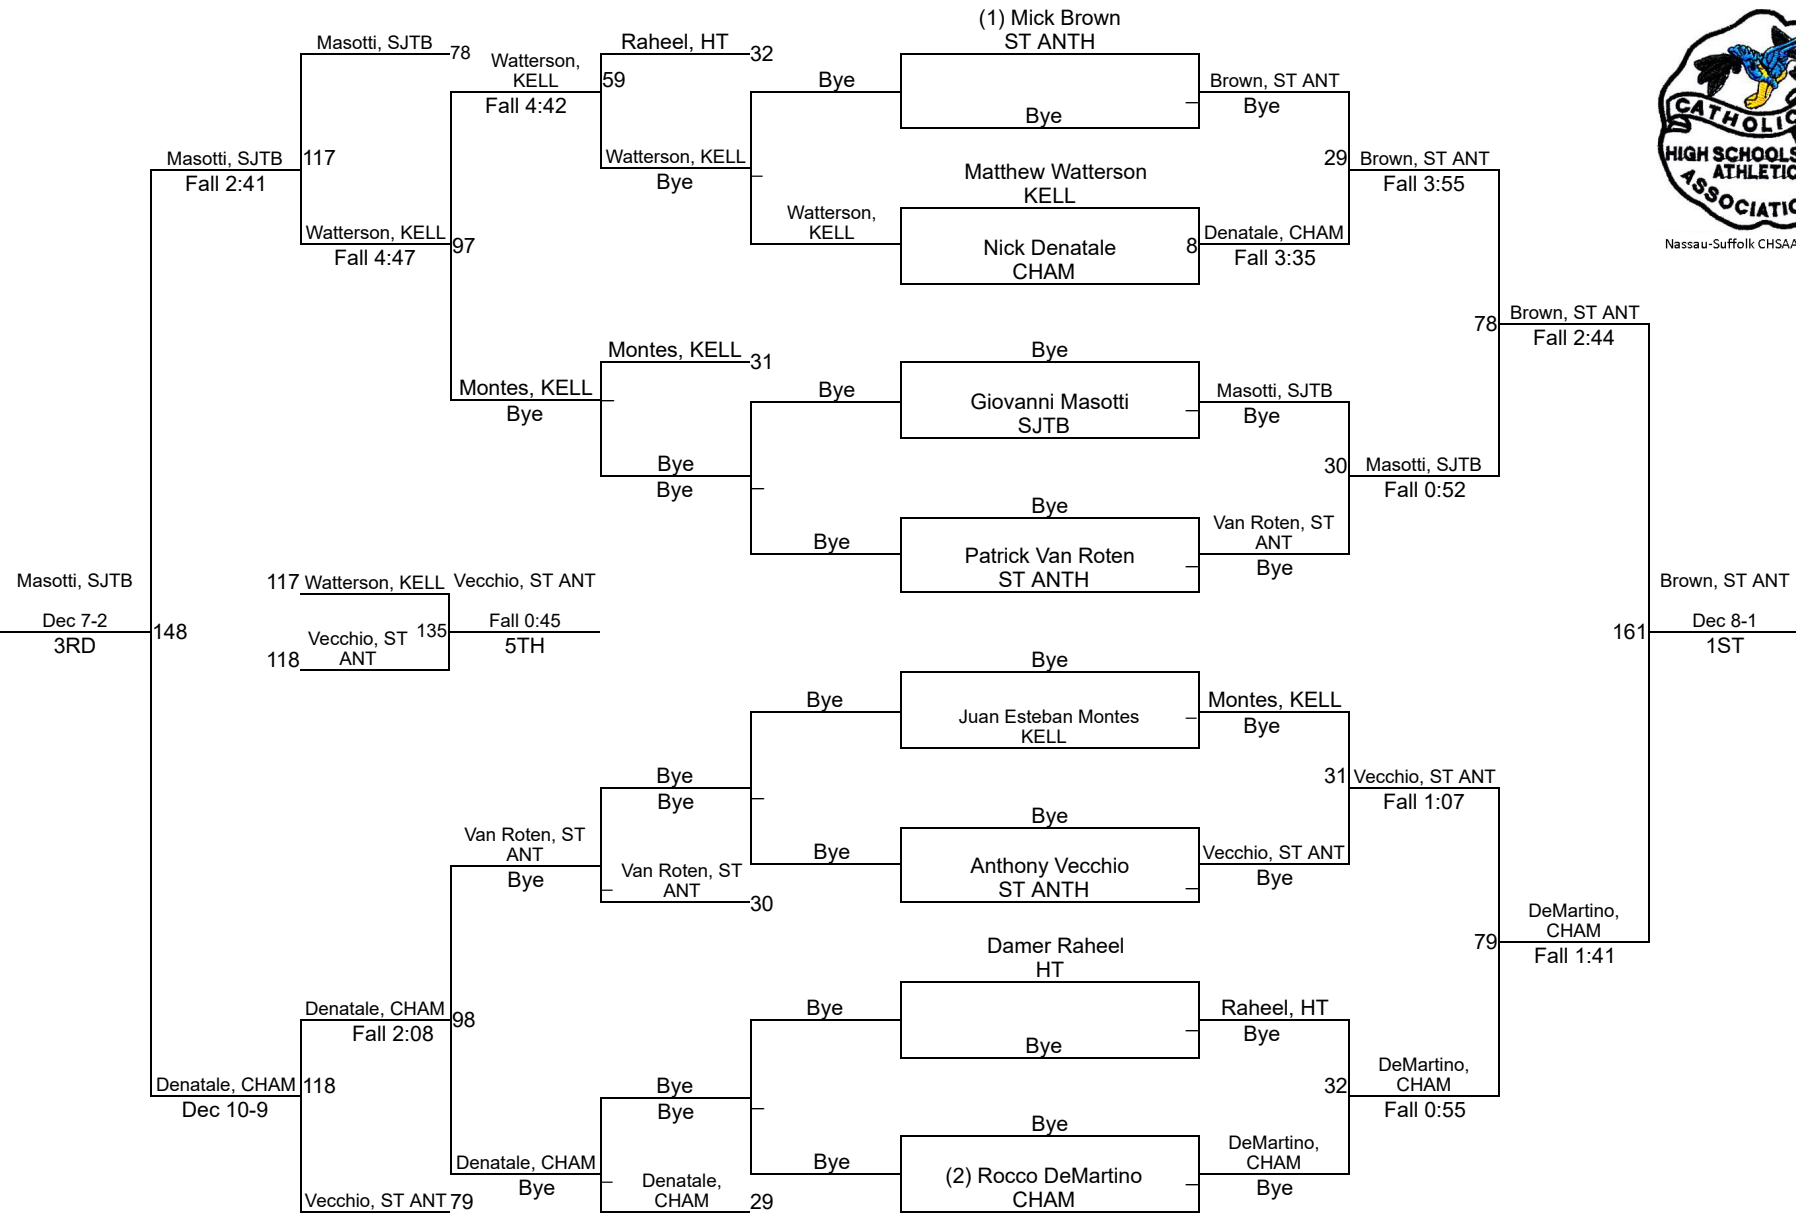 (1) Mick Brown
ST ANTH
Masotti, SJTB
78
Watterson,
KELL
Fall 4:42
Raheel, HT
32
59
Bye
Bye
Brown, ST ANT
Bye
CATHOLIC
HIGH SCHOOLS
ATHLETIC
ASSOCIATIO
Nassau-Suffolk CHSAA
Masotti, SJTB
117
Fall 2:41
Watterson, KELL
Bye
Matthew Watterson
KELL
29
Brown, ST ANT
Fall 3:55
Watterson, KELL
97
Fall 4:47
Watterson,
KELL
Nick Denatale
CHAM
8
Denatale, CHAM
Fall 3:35
78
Brown, ST ANT
Fall 2:44
Montes, KELL
31
Bye
Montes, KELL
Bye
Bye
Giovanni Masotti
SJTB
Masotti, SJTB
Bye
Bye
Bye
30
Masotti, SJTB
Fall 0:52
Bye
Bye
Patrick Van Roten
ST ANTH
Van Roten, ST
ANT
Bye
Masotti, SJTB
Dec 7-2
3RD
148
117
Watterson, KELL
Vecchio, ST ANT
118
Vecchio, ST
ANT
135
Fall 0:45
5TH
161
Brown, ST ANT
Dec 8-1
1ST
Bye
Bye
Juan Esteban Montes
KELL
Montes, KELL
Bye
Bye
Bye
31
Vecchio, ST ANT
Fall 1:07
Van Roten, ST
ANT
Bye
Van Roten, ST
ANT
30
Bye
Bye
Anthony Vecchio
ST ANTH
Vecchio, ST ANT
Bye
79
DeMartino,
CHAM
Fall 1:41
Damer Raheel
HT
Denatale, CHAM
98
Fall 2:08
Bye
Bye
Raheel, HT
Bye
Denatale, CHAM
118
Dec 10-9
Bye
Bye
32
DeMartino,
CHAM
Fall 0:55
Bye
Denatale, CHAM
Bye
Denatale,
CHAM
29
Bye
(2) Rocco DeMartino
CHAM
DeMartino,
CHAM
Bye
Vecchio, ST ANT
79